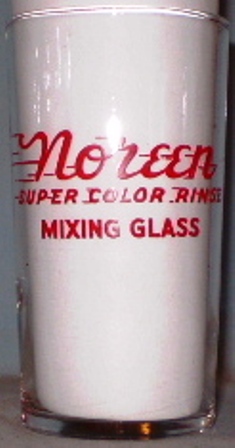 Noreen
SUPER COLOR RINSE
MIXING GLASS